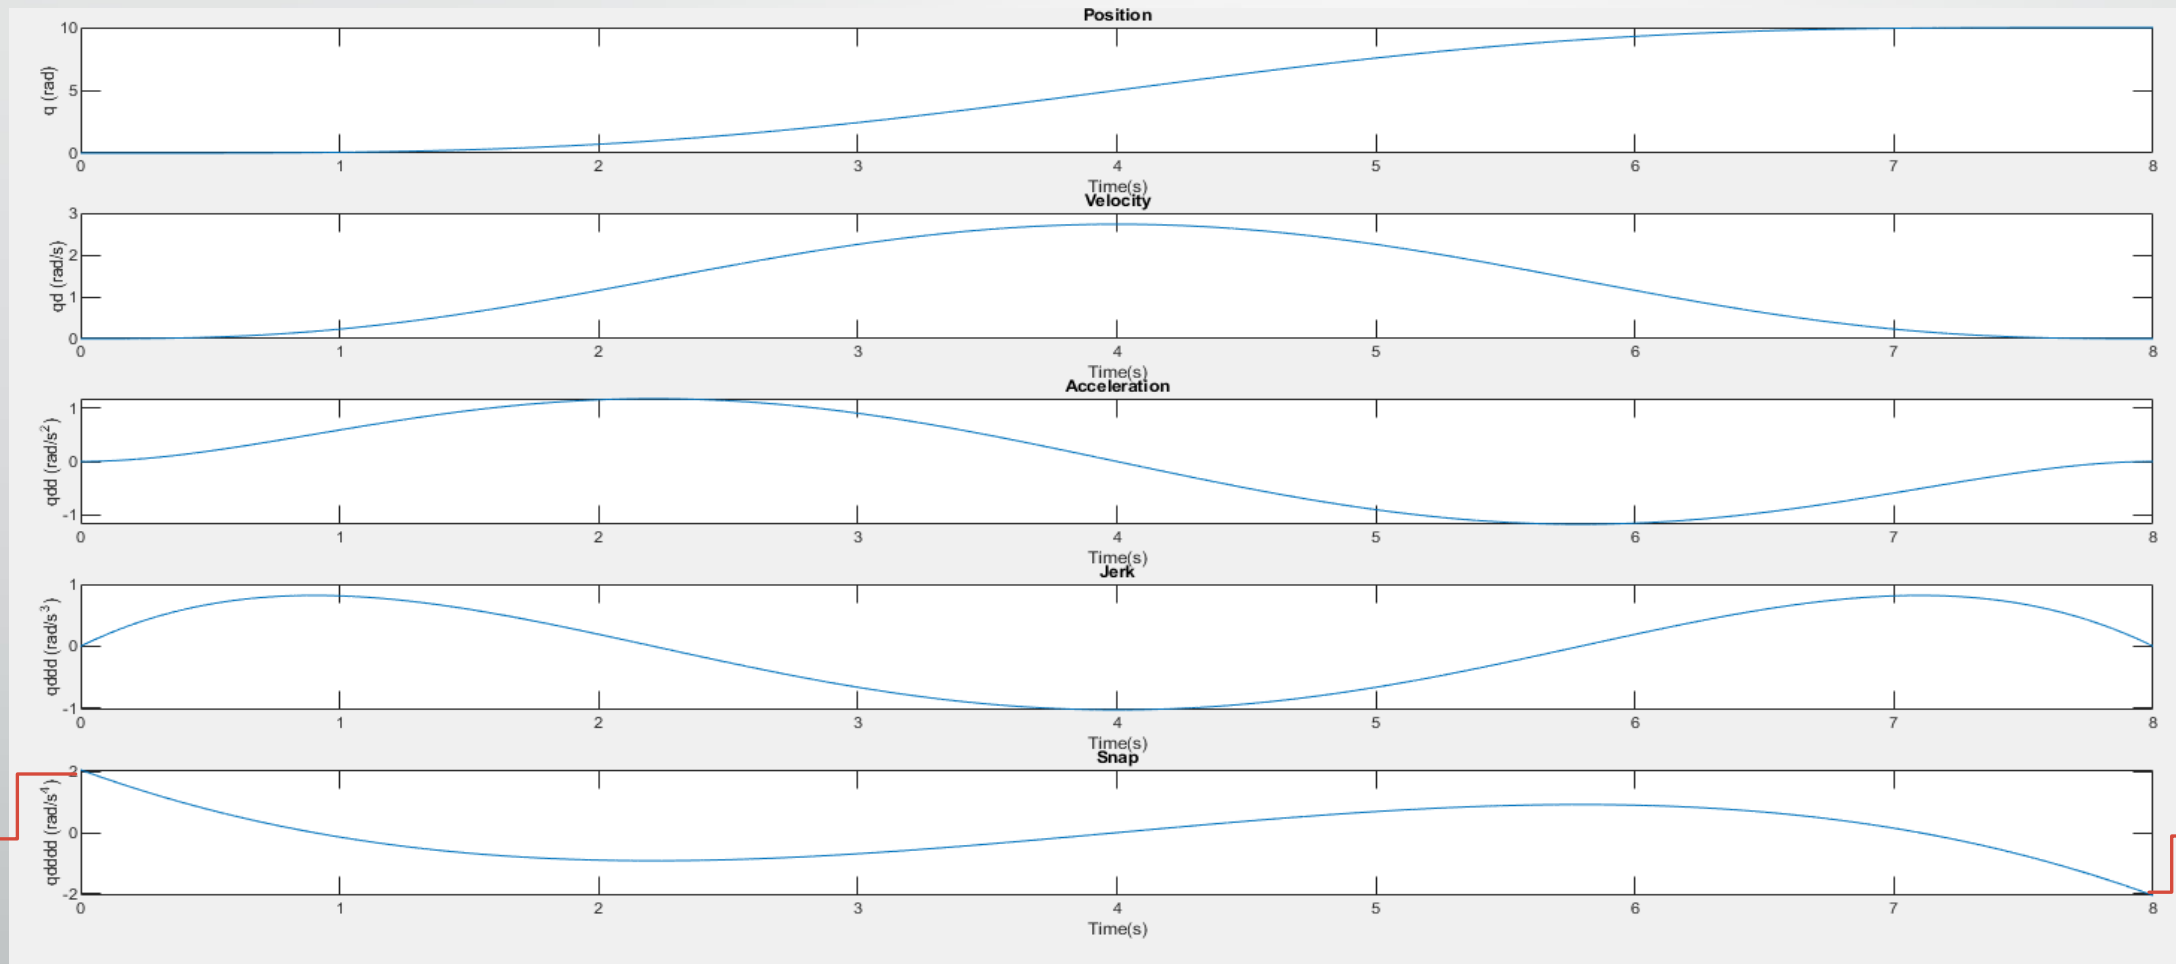 Position
q (rad)
10
5
0
0 1 2 3 4 5 6 7 8
Time(s)
Velocity
qd (rad/s)
3
2
1
0
0 1 2 3 4 5 6 7 8
Time(s)
Acceleration
qdd (rad/s²)
1
0
-1
0 1 2 3 4 5 6 7 8
Time(s)
Jerk
qddd (rad/s³)
1
0
-1
0 1 2 3 4 5 6 7 8
Time(s)
Snap
qdddd (rad/s⁴)
2
0
-2
0 1 2 3 4 5 6 7 8
Time(s)